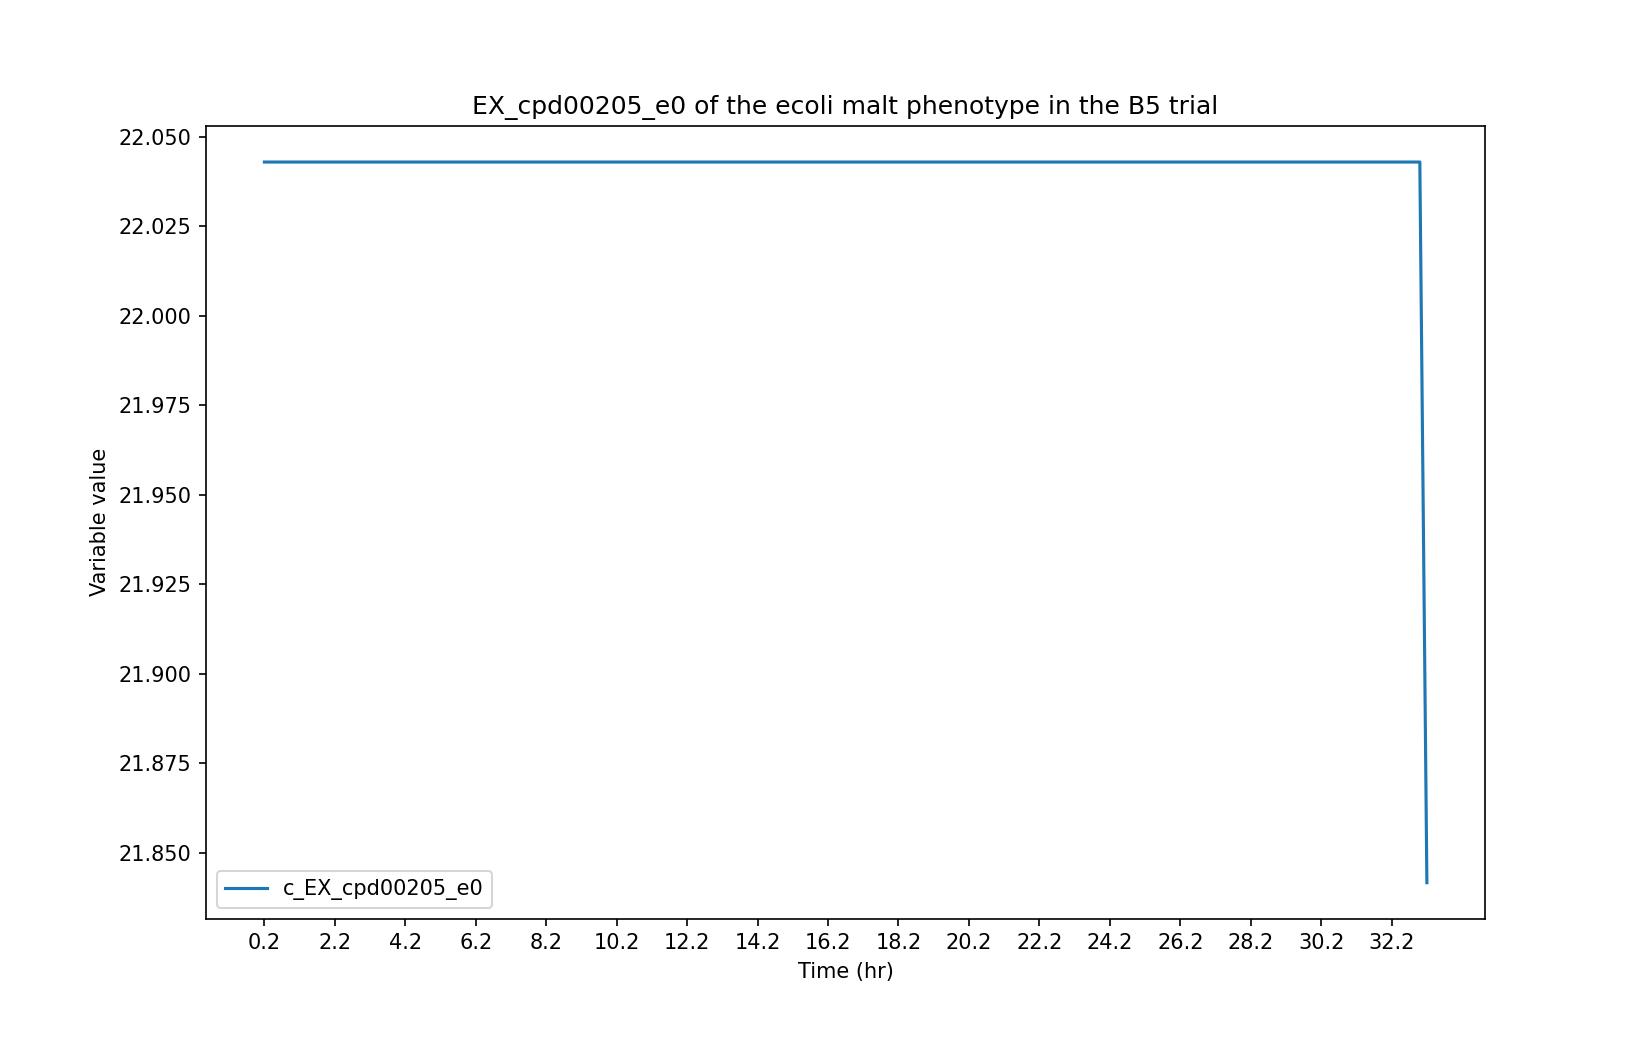 EX_cpd00205_e0 of the ecoli malt phenotype in the B5 trial
22.050
22.025
22.000
21.975
21.950
21.925
21.900
21.875
21.850
Variable value
c_EX_cpd00205_e0
0.2 2.2 4.2 6.2 8.2 10.2 12.2 14.2 16.2 18.2 20.2 22.2 24.2 26.2 28.2 30.2 32.2
Time (hr)